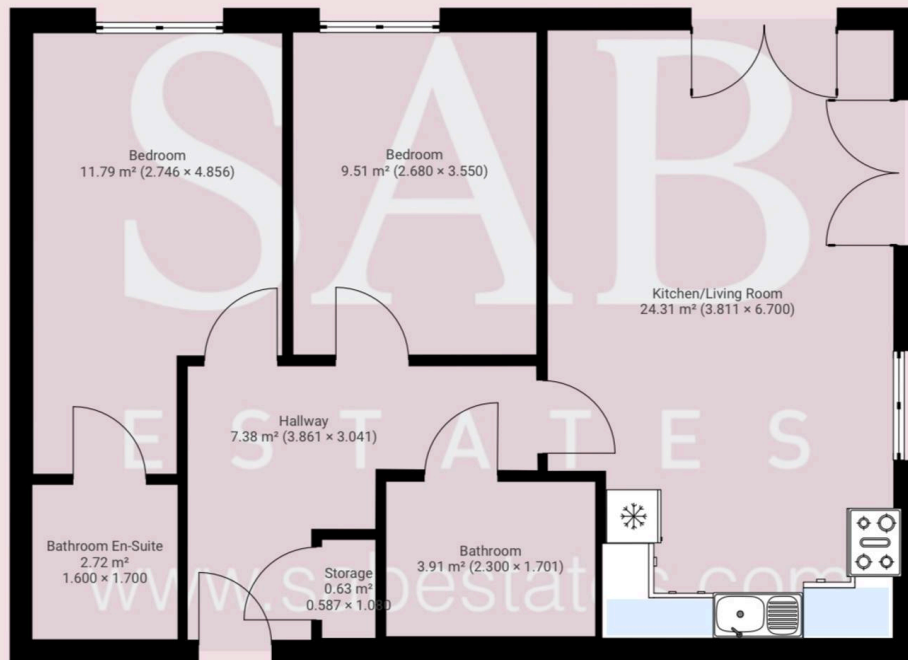 SAB
ESTATES
www.sabestates.com
Bedroom
11.79 m² (2.746 × 4.856)
Bedroom
9.51 m² (2.680 × 3.550)
Kitchen/Living Room
24.31 m² (3.811 × 6.700)
Hallway
7.38 m² (3.861 × 3.041)
Bathroom En-Suite
2.72 m²
1.600 × 1.700
Storage
0.63 m²
0.587 × 1.080
Bathroom
3.91 m² (2.300 × 1.701)